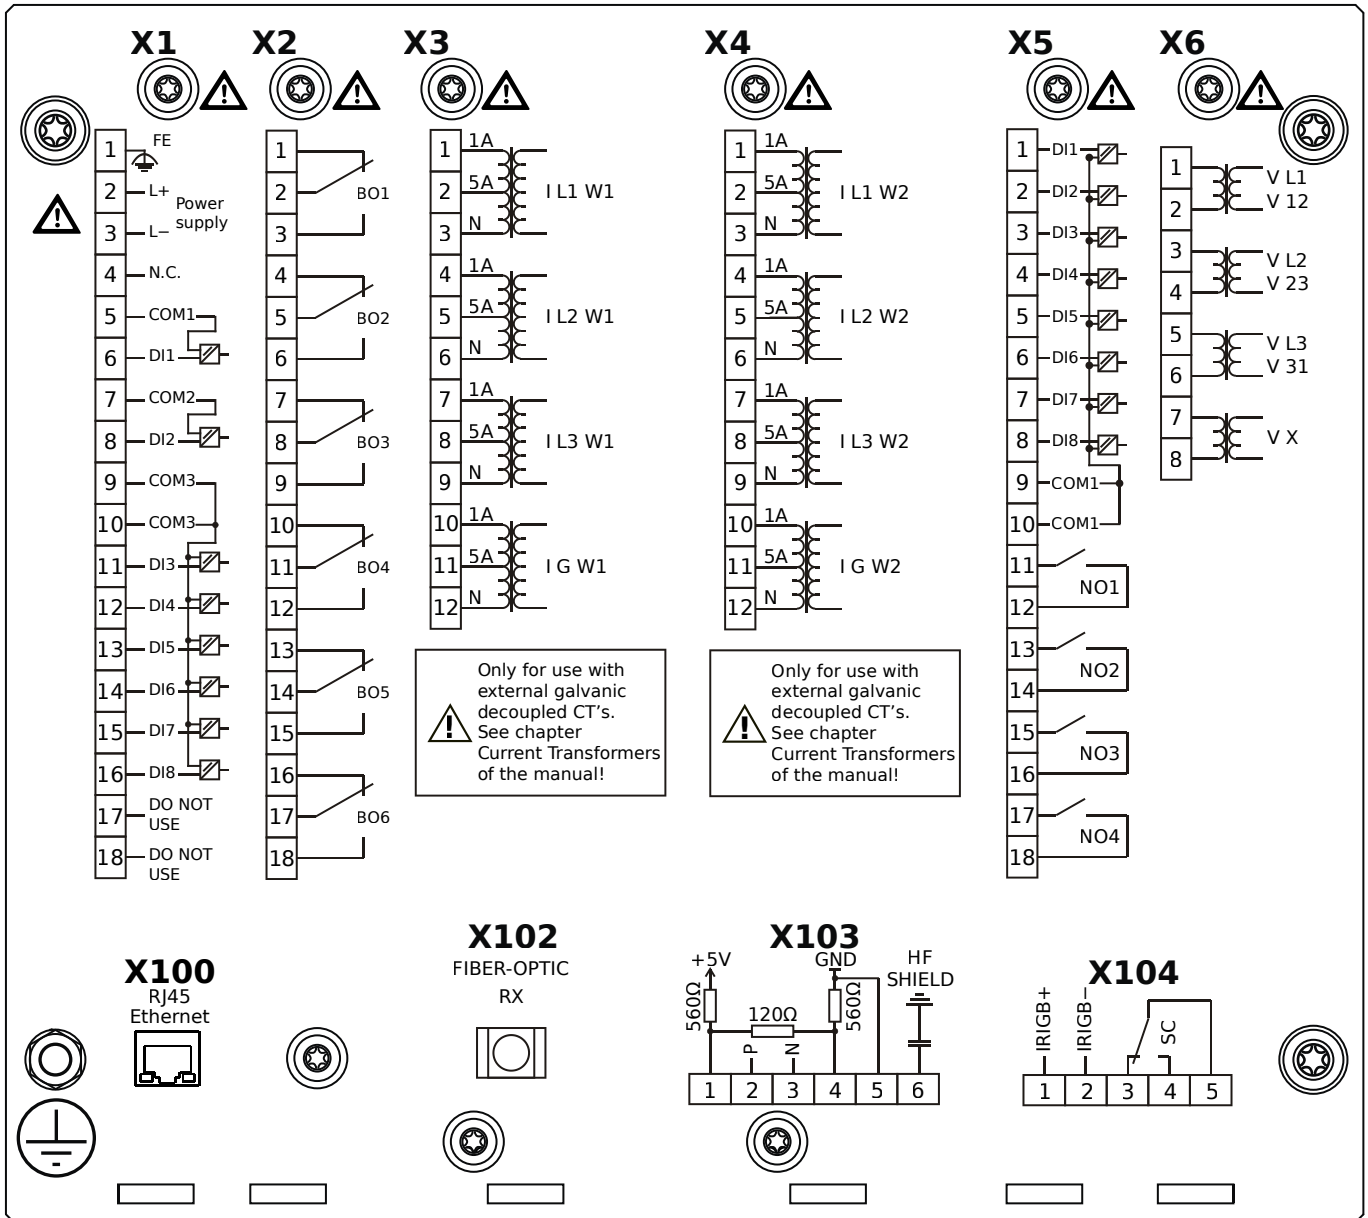 X1
1 FE
2 L+ Power
supply
3 L−
4 N.C.
5 COM1
6 DI1
7 COM2
8 DI2
9 COM3
10 COM3
11 DI3
12 DI4
13 DI5
14 DI6
15 DI7
16 DI8
17 DO NOT
USE
18 DO NOT
USE
X2
1
2 BO1
3
4
5 BO2
6
7
8 BO3
9
10
11 BO4
12
13
14 BO5
15
16
17 BO6
18
X3
1 1A
2 5A I L1 W1
3 N
4 1A
5 5A I L2 W1
6 N
7 1A
8 5A I L3 W1
9 N
10 1A
11 5A I G W1
12 N
Only for use with
external galvanic
decoupled CT's.
See chapter
Current Transformers
of the manual!
X4
1 1A
2 5A I L1 W2
3 N
4 1A
5 5A I L2 W2
6 N
7 1A
8 5A I L3 W2
9 N
10 1A
11 5A I G W2
12 N
Only for use with
external galvanic
decoupled CT's.
See chapter
Current Transformers
of the manual!
X5
1 DI1
2 DI2
3 DI3
4 DI4
5 DI5
6 DI6
7 DI7
8 DI8
9 COM1
10 COM1
11
NO1
12
13
NO2
14
15
NO3
16
17
NO4
18
X6
1 V L1
2 V 12
3 V L2
4 V 23
5 V L3
6 V 31
7
V X
8
X100
RJ45
Ethernet
X102
FIBER-OPTIC
RX
X103
+5V GND HF
SHIELD
560Ω 120Ω 560Ω
P N
1 2 3 4 5 6
X104
IRIGB+ IRIGB− SC
1 2 3 4 5